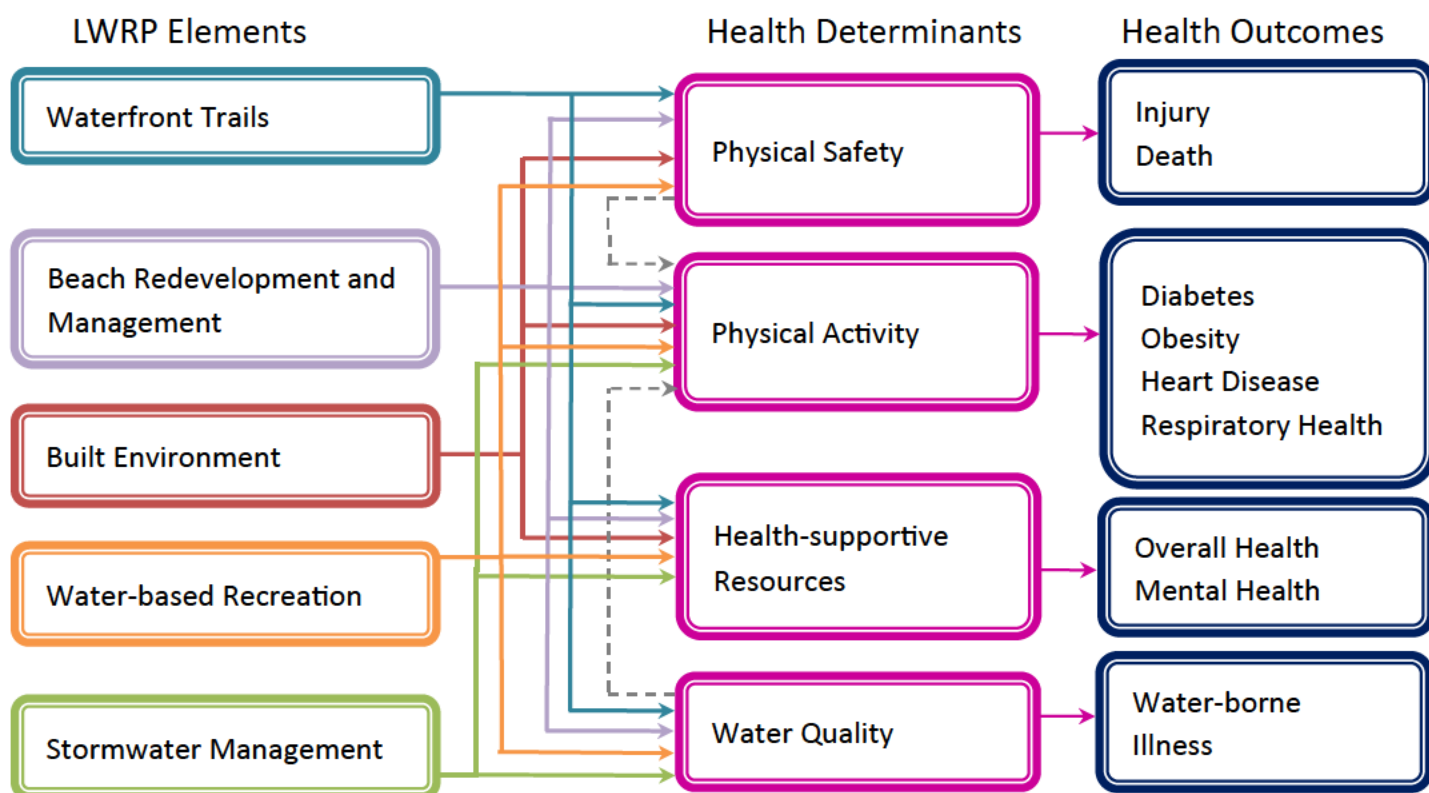 LWRP Elements
Health Determinants
Health Outcomes
Waterfront Trails
Beach Redevelopment and
Management
Built Environment
Water-based Recreation
Stormwater Management
Physical Safety
Physical Activity
Health-supportive
Resources
Water Quality
Injury
Death
Diabetes
Obesity
Heart Disease
Respiratory Health
Overall Health
Mental Health
Water-borne
Illness